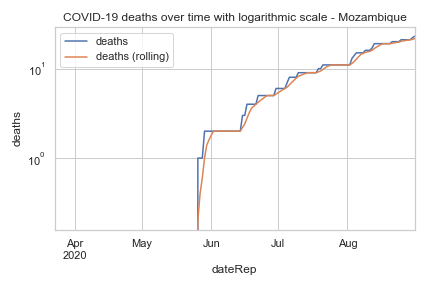 COVID-19 deaths over time with logarithmic scale - Mozambique
deaths
deaths (rolling)
10^1
10^0
deaths
Apr
2020
May
Jun
Jul
Aug
dateRep